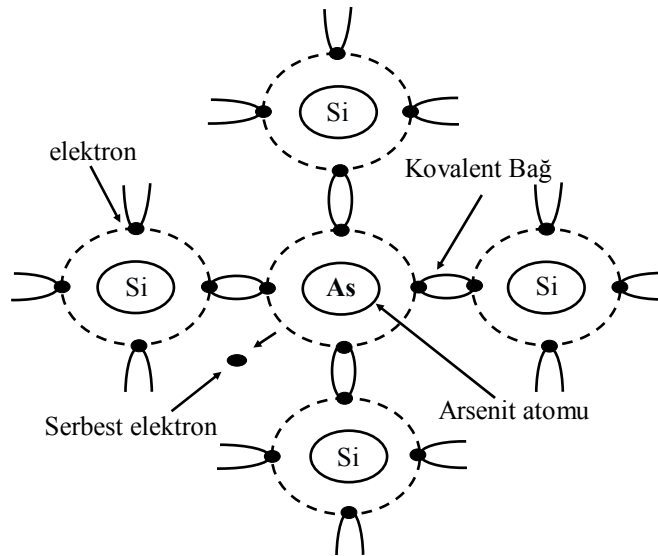 Si
elektron
Kovalent Bağ
Si
As
Si
Serbest elektron
Arsenit atomu
Si